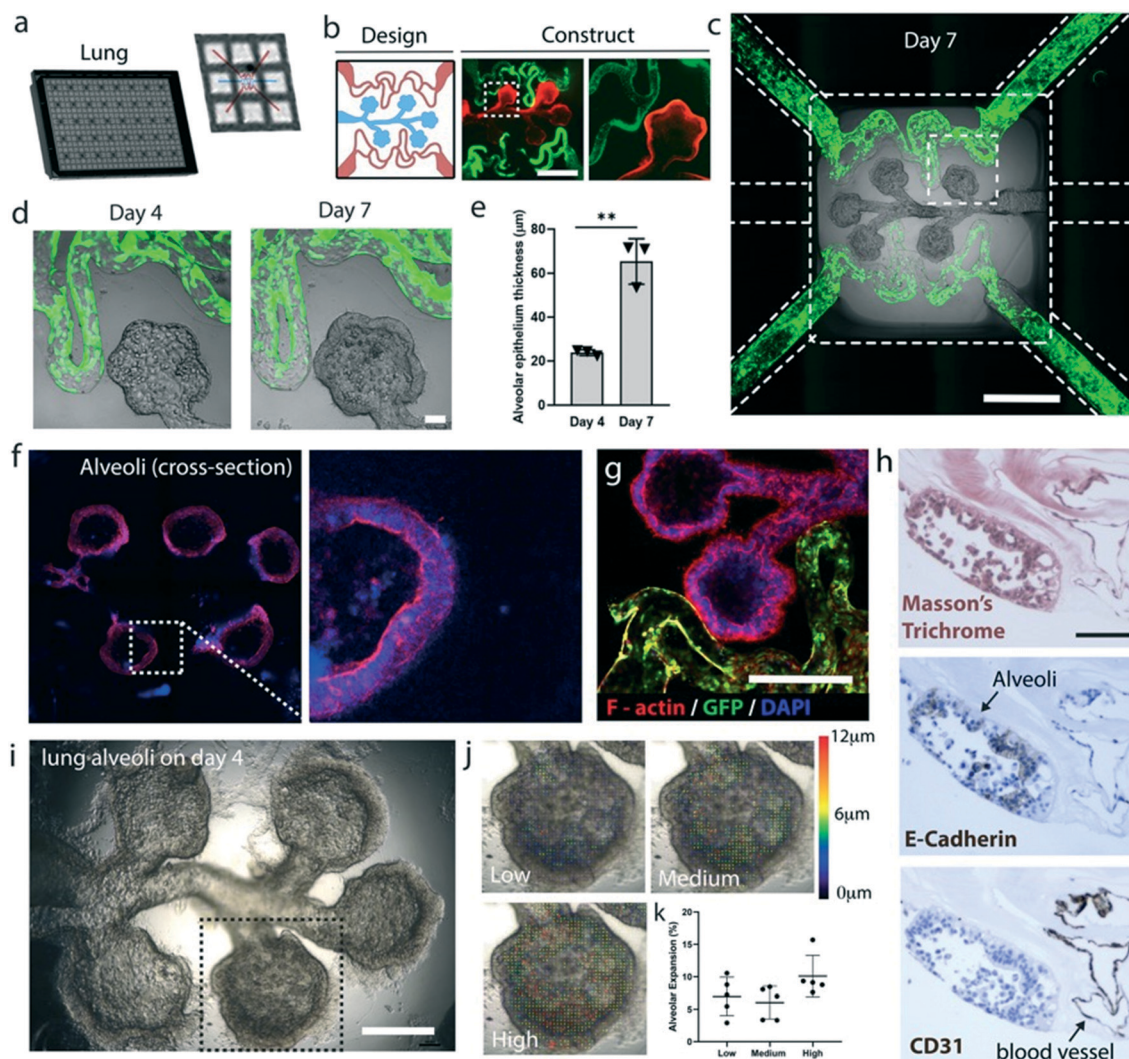 a
Lung
b
Design
Construct
c
Day 7
d
Day 4
Day 7
e
**
Alveolar epithelium thickness (μm)
80
60
40
20
0
Day 4
Day 7
f
Alveoli (cross-section)
g
F - actin / GFP / DAPI
h
Masson's
Trichrome
Alveoli
E-Cadherin
CD31
blood vessel
i
lung alveoli on day 4
j
Low
Medium
High
12μm
6μm
0μm
k
Alveolar Expansion (%)
20
15
10
5
0
Low
Medium
High